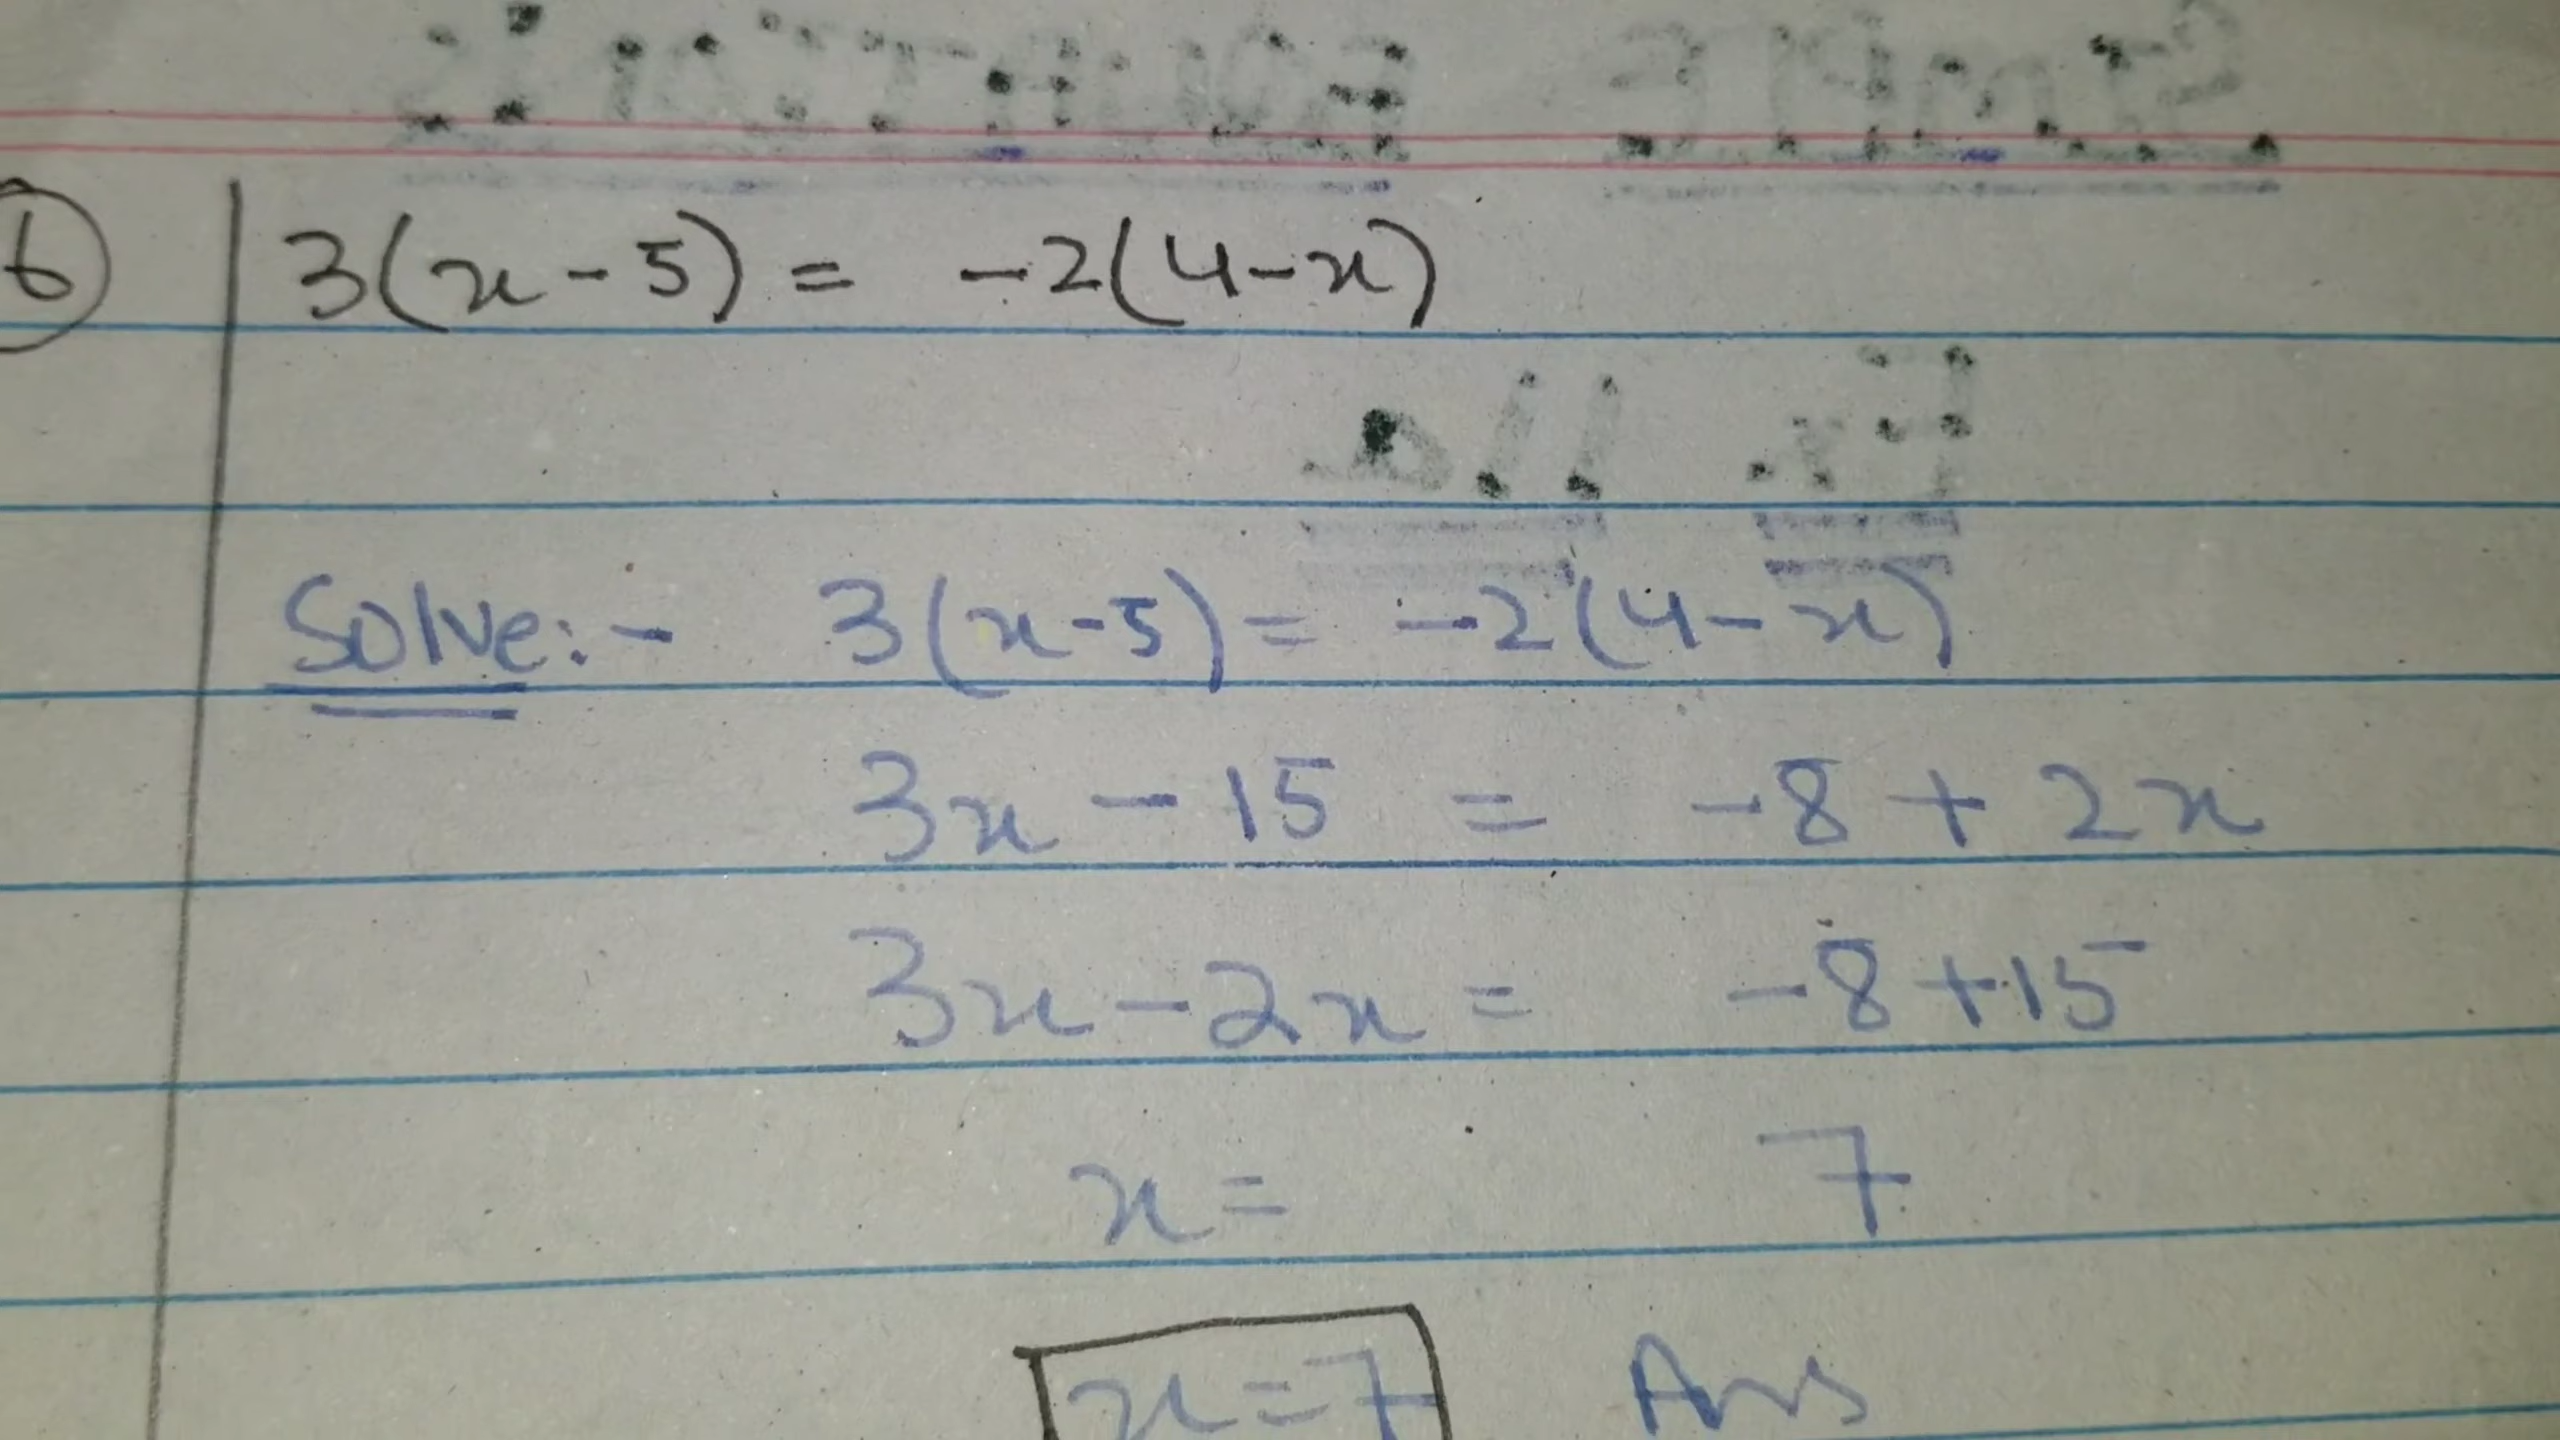 6 3(x-5) = -2(4-x)
Solve:- 3(x-5) = -2(4-x)
3x - 15 = -8 + 2x
3x - 2x = -8 + 15
x = 7
x = 7 Ans